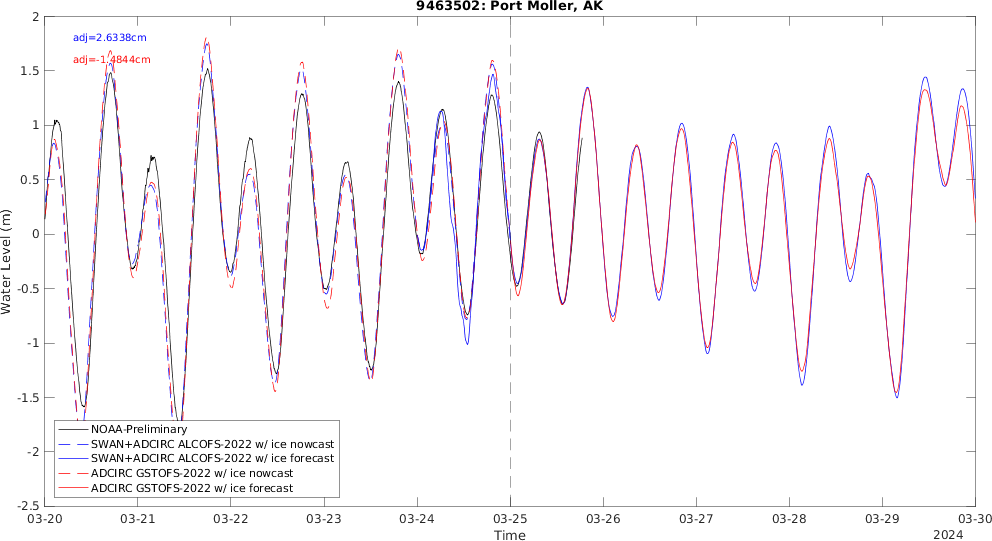 9463502: Port Moller, AK
adj=2.6338cm
adj=-1.4844cm
Water Level (m)
2
1.5
1
0.5
0
-0.5
-1
-1.5
-2
-2.5
NOAA-Preliminary
SWAN+ADCIRC ALCOFS-2022 w/ ice nowcast
SWAN+ADCIRC ALCOFS-2022 w/ ice forecast
ADCIRC GSTOFS-2022 w/ ice nowcast
ADCIRC GSTOFS-2022 w/ ice forecast
03-20 03-21 03-22 03-23 03-24 03-25 03-26 03-27 03-28 03-29 03-30
Time
2024